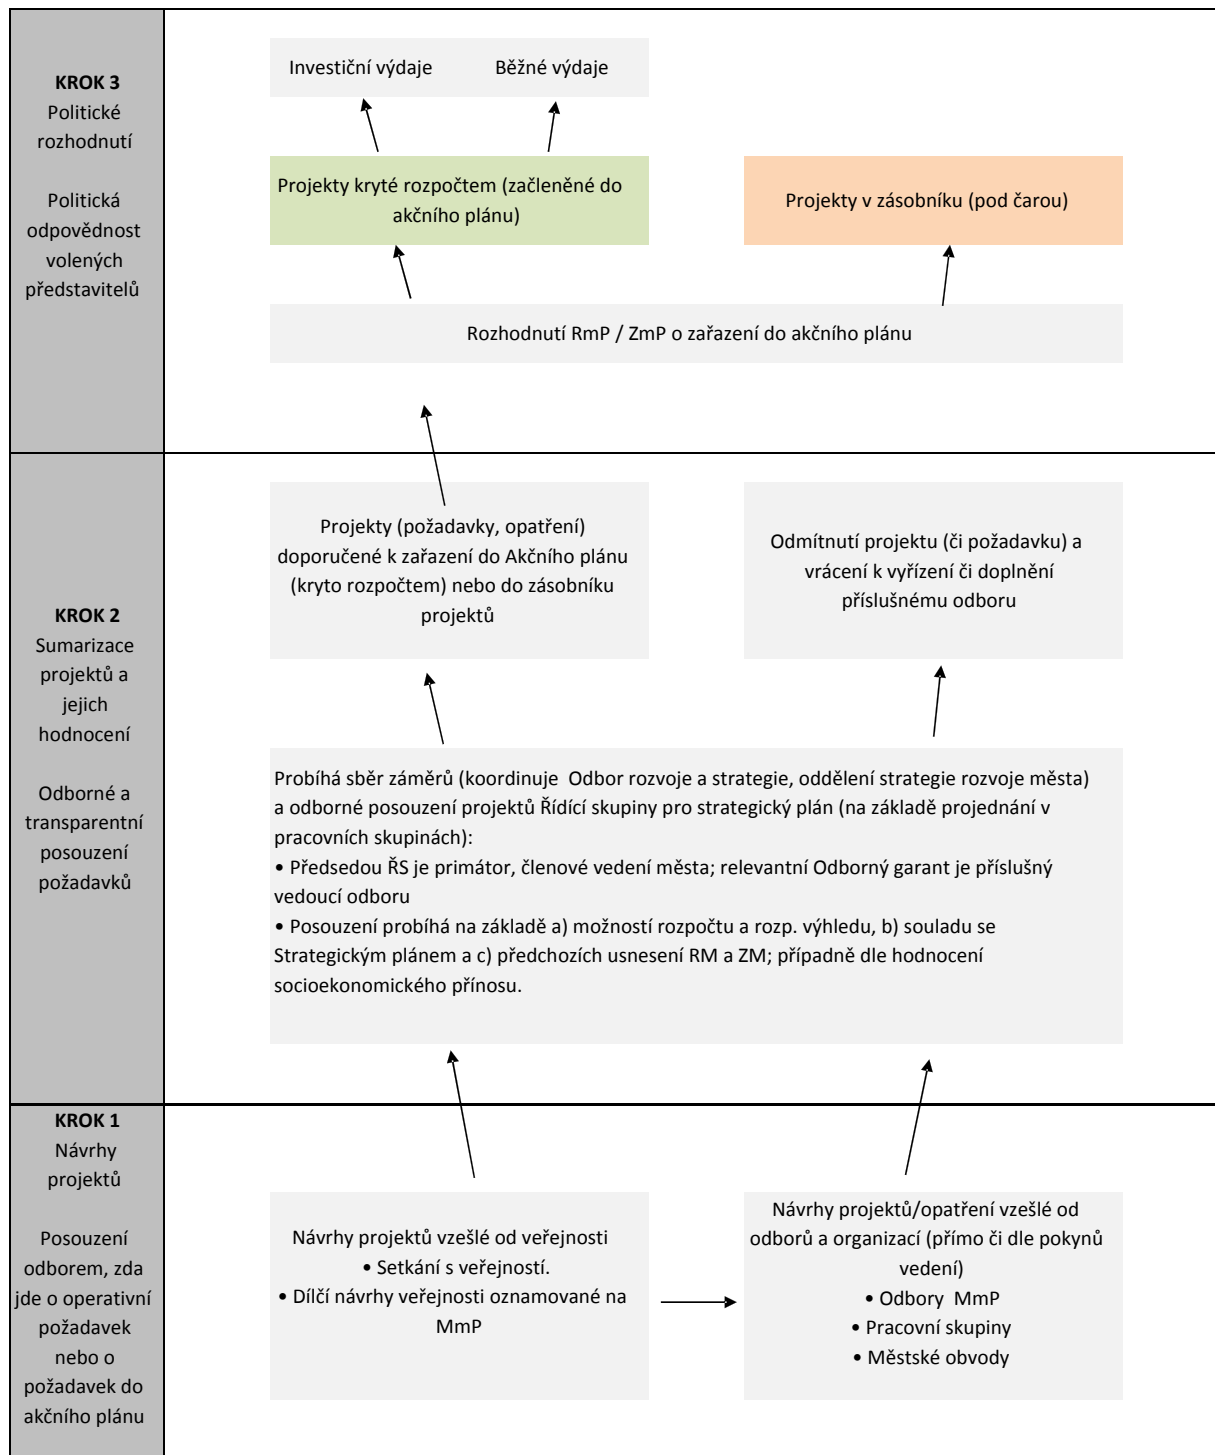 KROK 3
Politické
rozhodnutí
Politická
odpovědnost
volených
představitelů
Investiční výdaje Běžné výdaje
Projekty kryté rozpočtem (začleněné do
akčního plánu)
Projekty v zásobníku (pod čarou)
Rozhodnutí RmP / ZmP o zařazení do akčního plánu
KROK 2
Sumarizace
projektů a
jejich
hodnocení
Odborné a
transparentní
posouzení
požadavků
Projekty (požadavky, opatření)
doporučené k zařazení do Akčního plánu
(kryto rozpočtem) nebo do zásobníku
projektů
Odmítnutí projektu (či požadavku) a
vrácení k vyřízení či doplnění
příslušnému odboru
Probíhá sběr záměrů (koordinuje Odbor rozvoje a strategie, oddělení strategie rozvoje města)
a odborné posouzení projektů Řídící skupiny pro strategický plán (na základě projednání v
pracovních skupinách):
• Předsedou ŘS je primátor, členové vedení města; relevantní Odborný garant je příslušný
vedoucí odboru
• Posouzení probíhá na základě a) možností rozpočtu a rozp. výhledu, b) souladu se
Strategickým plánem a c) předchozích usnesení RM a ZM; případně dle hodnocení
socioekonomického přínosu.
KROK 1
Návrhy
projektů
Posouzení
odborem, zda
jde o operativní
požadavek
nebo o
požadavek do
akčního plánu
Návrhy projektů vzešlé od veřejnosti
• Setkání s veřejností.
• Dílčí návrhy veřejnosti oznamované na
MmP
Návrhy projektů/opatření vzešlé od
odborů a organizací (přímo či dle pokynů
vedení)
• Odbory MmP
• Pracovní skupiny
• Městské obvody